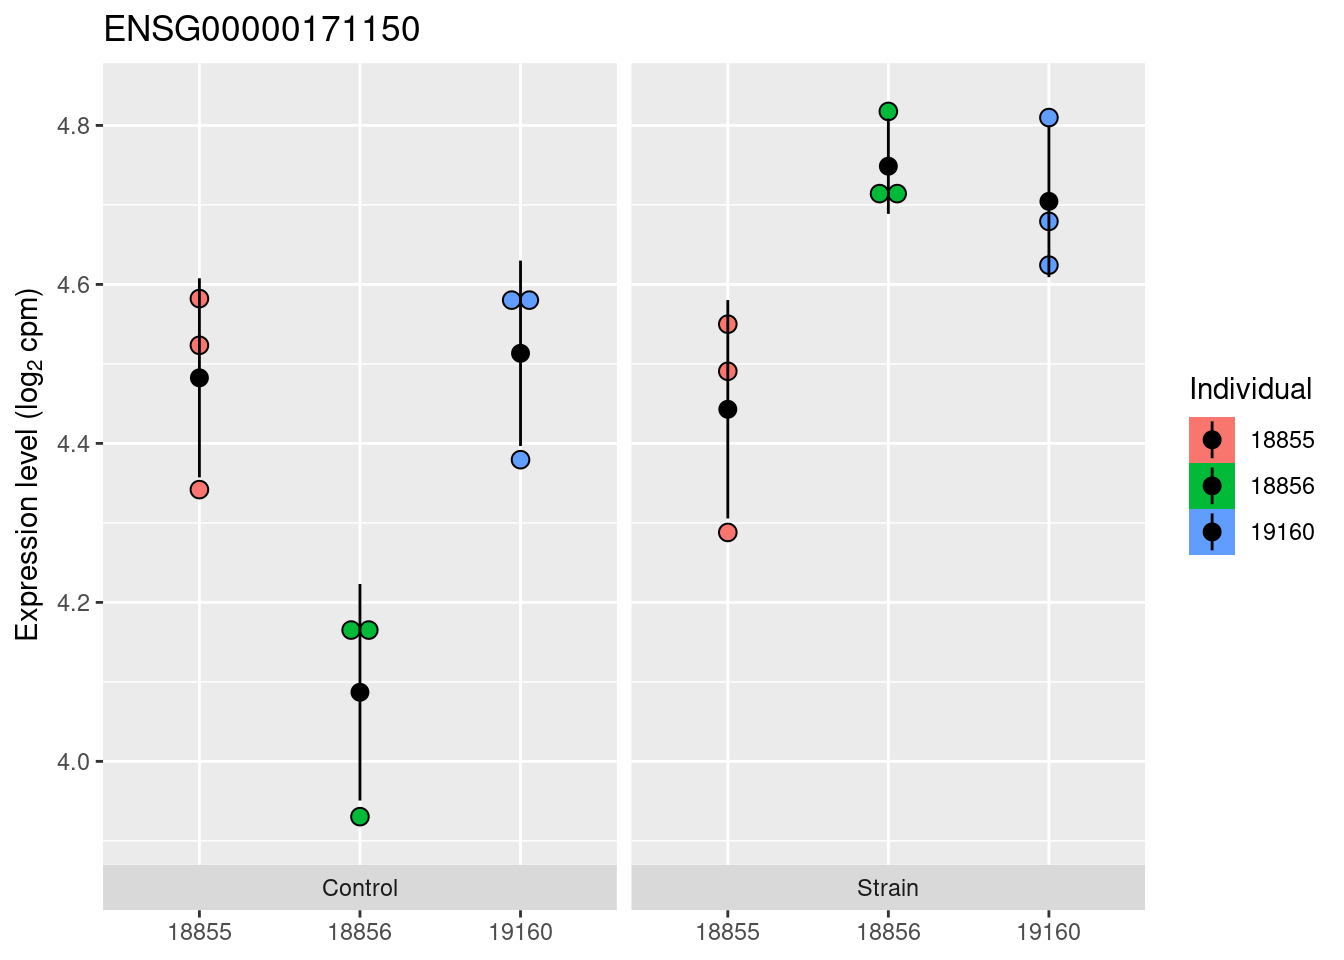 ENSG00000171150
Expression level (log₂ cpm)
4.8
4.6
4.4
4.2
4.0
Control
Strain
18855
18856
19160
18855
18856
19160
Individual
18855
18856
19160